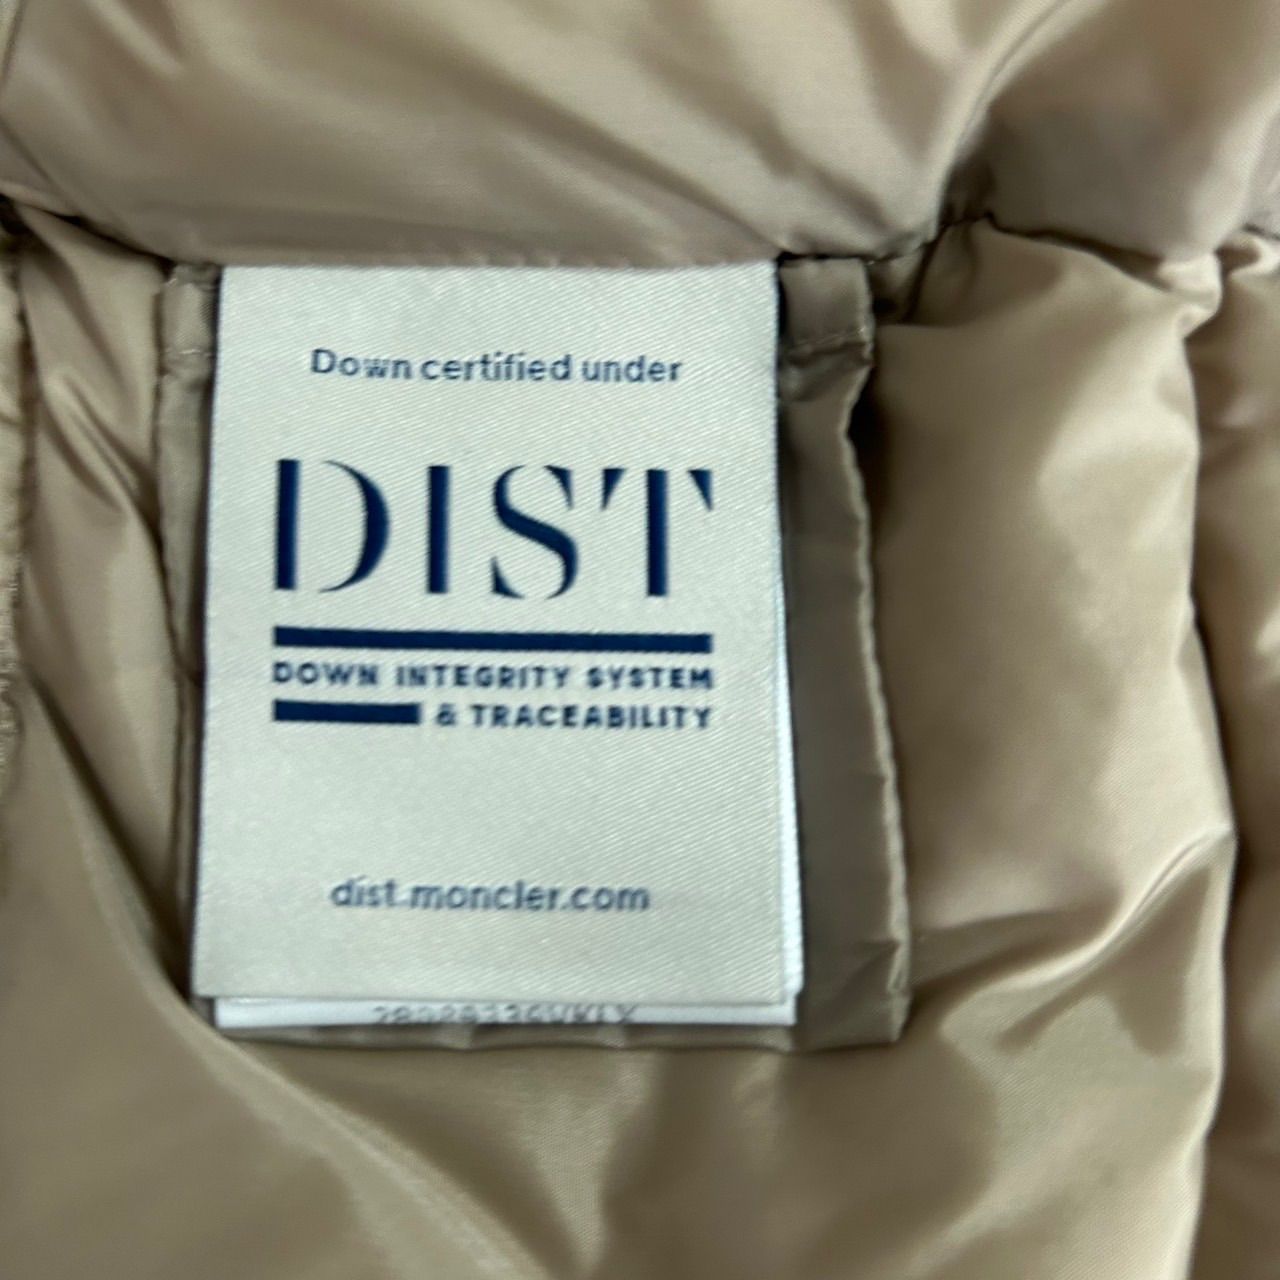 Down certified under
DIST
DOWN INTEGRITY SYSTEM
& TRACEABILITY
dist.moncler.com